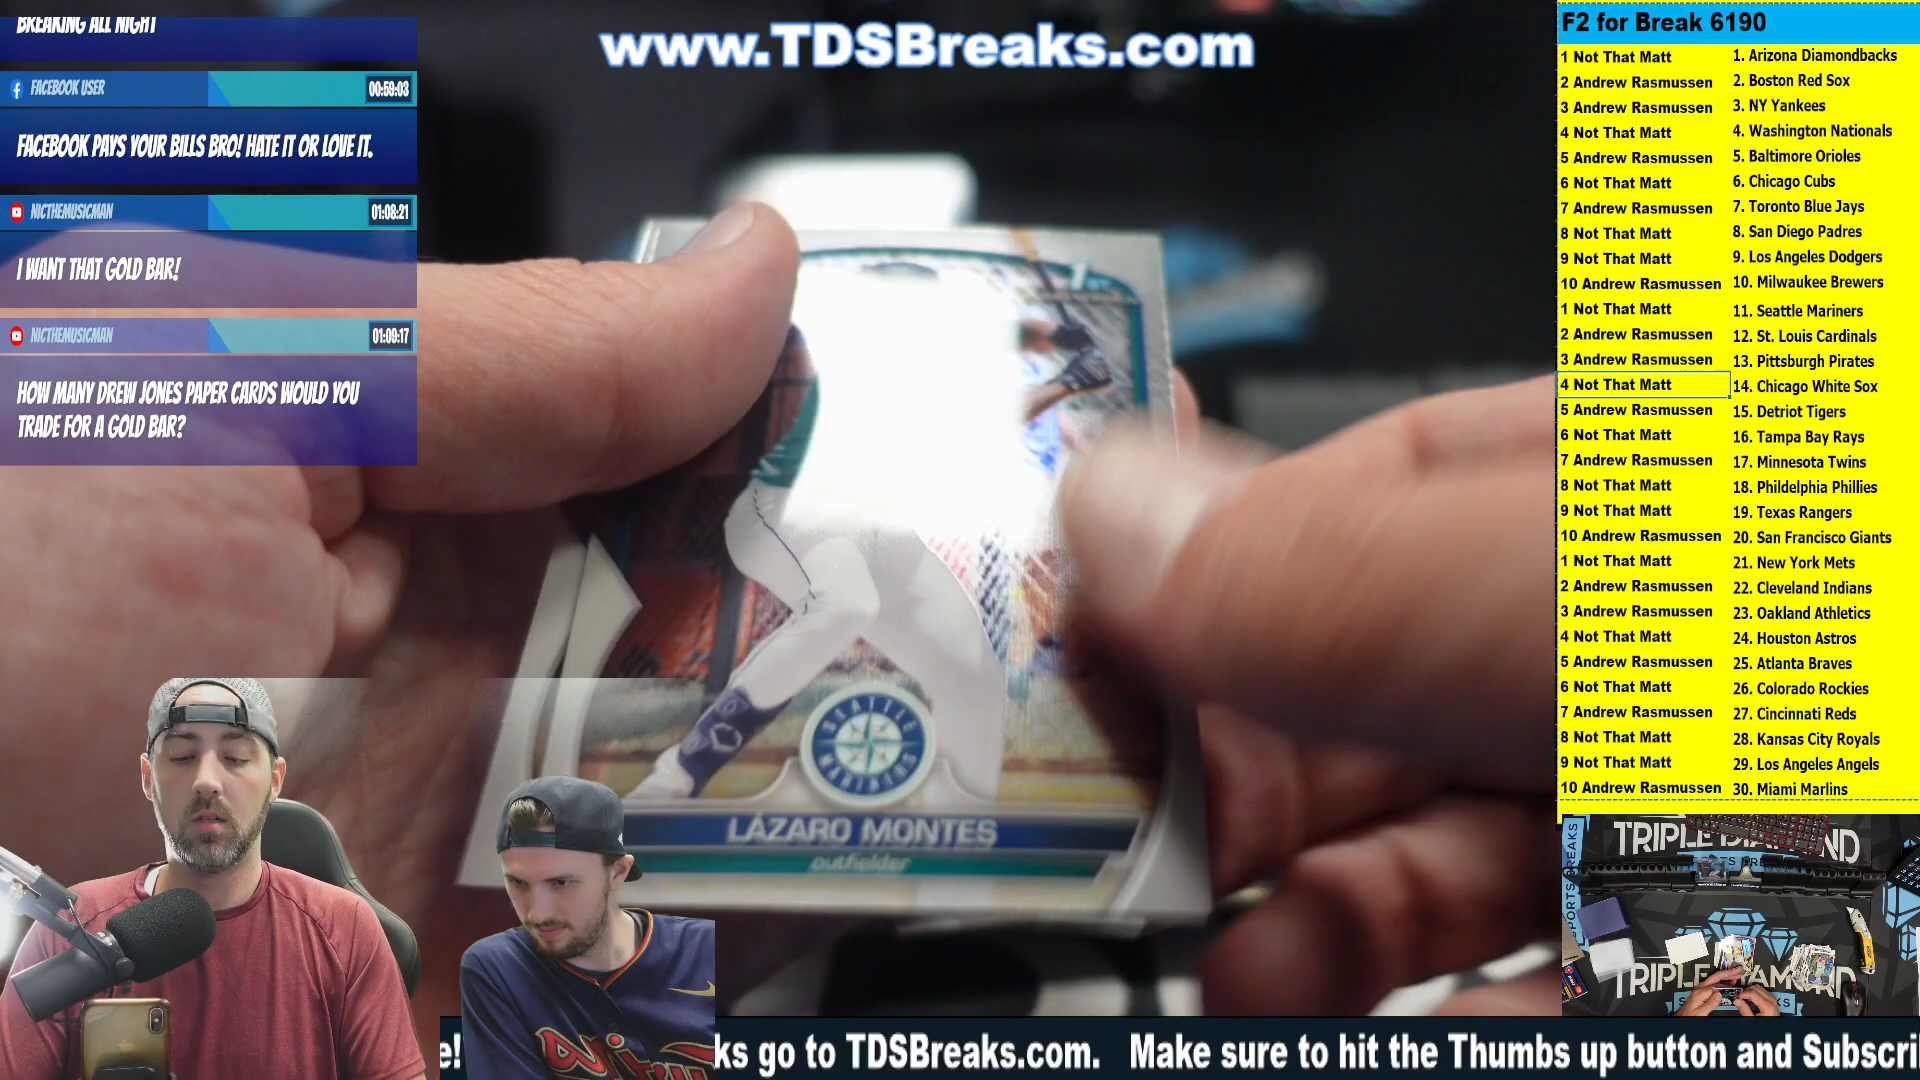 BREAKING ALL NIGHT
FACEBOOK USER
00:59:03
FACEBOOK PAYS YOUR BILLS BRO! HATE IT OR LOVE IT.
NICTHEMUSICMAN
01:08:21
I WANT THAT GOLD BAR!
NICTHEMUSICMAN
01:09:17
HOW MANY DREW JONES PAPER CARDS WOULD YOU
TRADE FOR A GOLD BAR?
www.TDSBreaks.com
1st
SEATTLE
MARINERS
LÁZARO MONTES
outfielder
F2 for Break 6190
1 Not That Matt 1. Arizona Diamondbacks
2 Andrew Rasmussen 2. Boston Red Sox
3 Andrew Rasmussen 3. NY Yankees
4 Not That Matt 4. Washington Nationals
5 Andrew Rasmussen 5. Baltimore Orioles
6 Not That Matt 6. Chicago Cubs
7 Andrew Rasmussen 7. Toronto Blue Jays
8 Not That Matt 8. San Diego Padres
9 Not That Matt 9. Los Angeles Dodgers
10 Andrew Rasmussen 10. Milwaukee Brewers
1 Not That Matt 11. Seattle Mariners
2 Andrew Rasmussen 12. St. Louis Cardinals
3 Andrew Rasmussen 13. Pittsburgh Pirates
4 Not That Matt 14. Chicago White Sox
5 Andrew Rasmussen 15. Detriot Tigers
6 Not That Matt 16. Tampa Bay Rays
7 Andrew Rasmussen 17. Minnesota Twins
8 Not That Matt 18. Phildelphia Phillies
9 Not That Matt 19. Texas Rangers
10 Andrew Rasmussen 20. San Francisco Giants
1 Not That Matt 21. New York Mets
2 Andrew Rasmussen 22. Cleveland Indians
3 Andrew Rasmussen 23. Oakland Athletics
4 Not That Matt 24. Houston Astros
5 Andrew Rasmussen 25. Atlanta Braves
6 Not That Matt 26. Colorado Rockies
7 Andrew Rasmussen 27. Cincinnati Reds
8 Not That Matt 28. Kansas City Royals
9 Not That Matt 29. Los Angeles Angels
10 Andrew Rasmussen 30. Miami Marlins
TRIPLE DIAMOND
SPORTS BREAKS
TRIPLE DIAMOND
e! ks go to TDSBreaks.com. Make sure to hit the Thumbs up button and Subscri